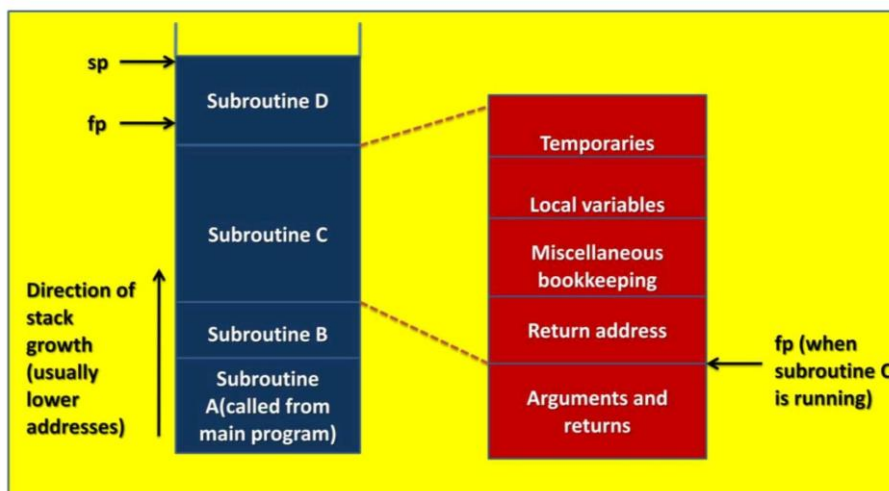 sp
fp
Subroutine D
Subroutine C
Subroutine B
Subroutine
A(called from
main program)
Direction of
stack
growth
(usually
lower
addresses)
Temporaries
Local variables
Miscellaneous
bookkeeping
Return address
Arguments and
returns
fp (when
subroutine C
is running)